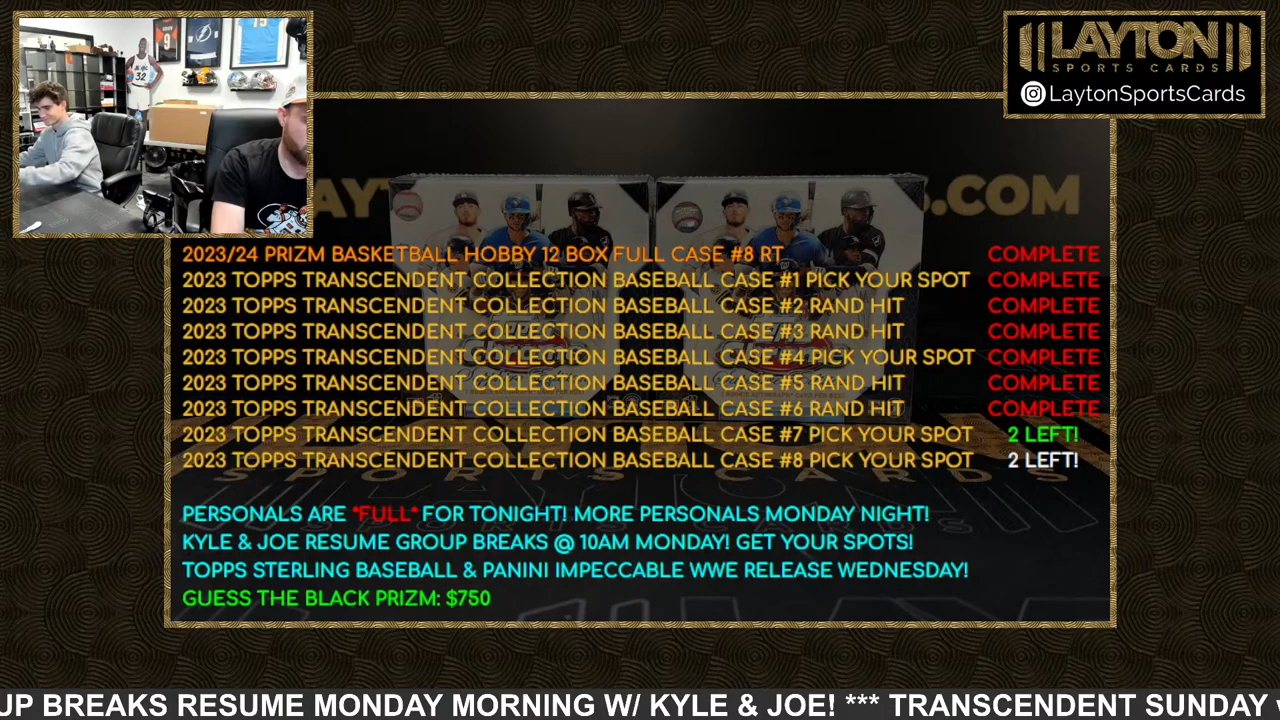 LAYTON
SPORTS CARDS
LaytonSportsCards
9
32
S.COM
2023/24 PRIZM BASKETBALL HOBBY 12 BOX FULL CASE #8 RT COMPLETE
2023 TOPPS TRANSCENDENT COLLECTION BASEBALL CASE #1 PICK YOUR SPOT COMPLETE
2023 TOPPS TRANSCENDENT COLLECTION BASEBALL CASE #2 RAND HIT COMPLETE
2023 TOPPS TRANSCENDENT COLLECTION BASEBALL CASE #3 RAND HIT COMPLETE
2023 TOPPS TRANSCENDENT COLLECTION BASEBALL CASE #4 PICK YOUR SPOT COMPLETE
2023 TOPPS TRANSCENDENT COLLECTION BASEBALL CASE #5 RAND HIT COMPLETE
2023 TOPPS TRANSCENDENT COLLECTION BASEBALL CASE #6 RAND HIT COMPLETE
2023 TOPPS TRANSCENDENT COLLECTION BASEBALL CASE #7 PICK YOUR SPOT 2 LEFT!
2023 TOPPS TRANSCENDENT COLLECTION BASEBALL CASE #8 PICK YOUR SPOT 2 LEFT!
PERSONALS ARE *FULL* FOR TONIGHT! MORE PERSONALS MONDAY NIGHT!
KYLE & JOE RESUME GROUP BREAKS @ 10AM MONDAY! GET YOUR SPOTS!
TOPPS STERLING BASEBALL & PANINI IMPECCABLE WWE RELEASE WEDNESDAY!
GUESS THE BLACK PRIZM: $750
UP BREAKS RESUME MONDAY MORNING W/ KYLE & JOE! *** TRANSCENDENT SUNDAY